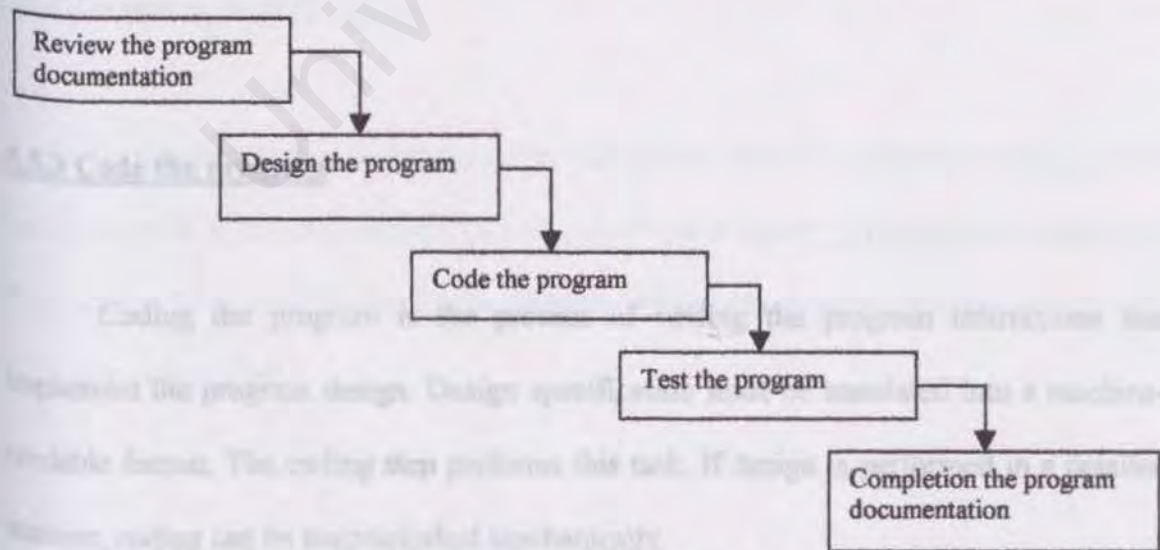 Univ
Review the program
documentation
Design the program
Code the program
Test the program
Completion the program
documentation
Code the
Coding the program is the process of the program instructions
implement the program design. Design must be translated into a machine-
readable format. The coding step performs this task. If design is performed in a detailed
manner, coding can be accomplished mechanically.